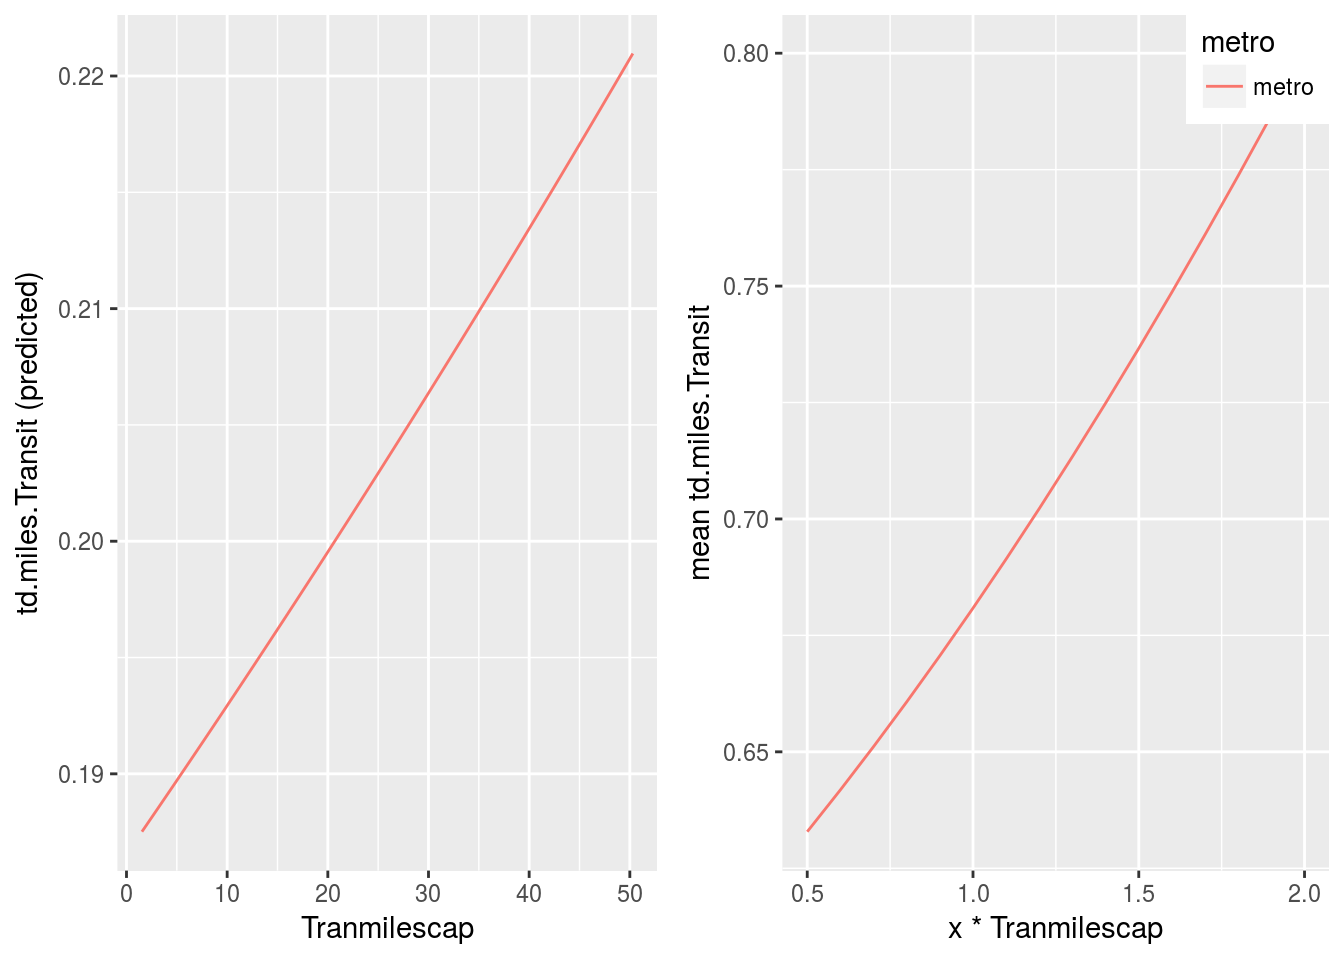 td.miles.Transit (predicted)
0.22
0.21
0.20
0.19
0 10 20 30 40 50
Tranmilescap
mean td.miles.Transit
0.80
0.75
0.70
0.65
0.5 1.0 1.5 2.0
x * Tranmilescap
metro
metro